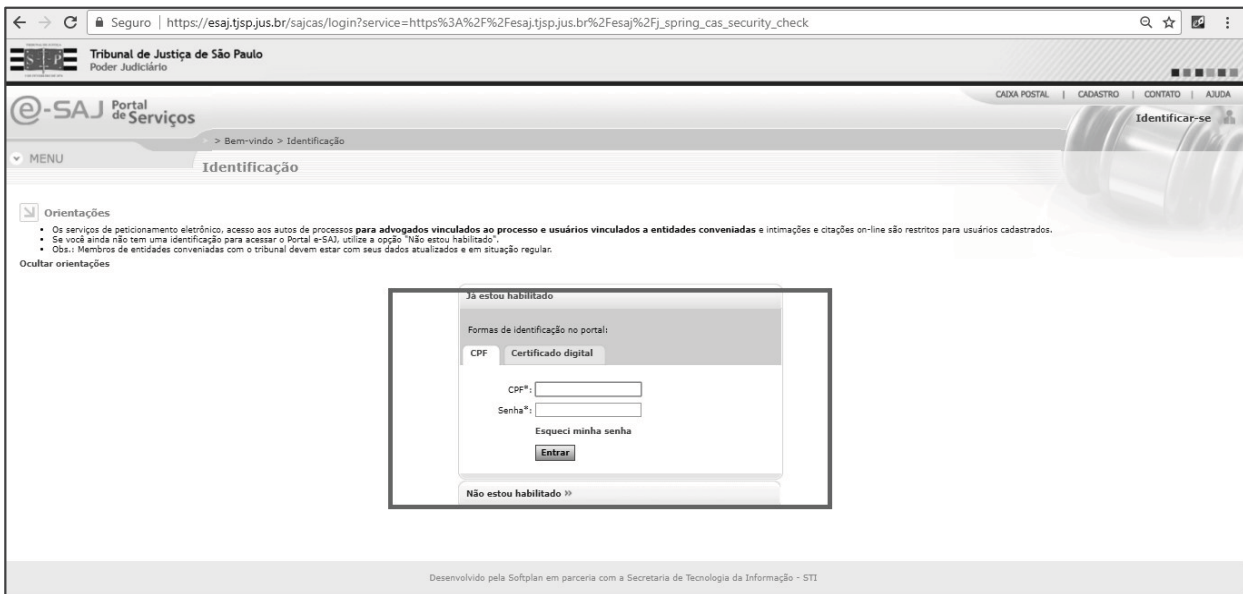 Seguro | https://esaj.tjsp.jus.br/sajcas/login?service=https%3A%2F%2Fesaj.tjsp.jus.br%2Fesaj%2Fj_spring_cas_security_check
Tribunal de Justiça de São Paulo
Poder Judiciário
CAIXA POSTAL | CADASTRO | CONTATO | AJUDA
e-SAJ Portal de Serviços
Identificar-se
> Bem-vindo > Identificação
MENU
Identificação
Orientações
Os serviços de peticionamento eletrônico, acesso aos autos de processos para advogados vinculados ao processo e usuários vinculados a entidades conveniadas e intimações e citações on-line são restritos para usuários cadastrados.
Se você ainda não tem uma identificação para acessar o Portal e-SAJ, utilize a opção "Não estou habilitado".
Obs.: Membros de entidades conveniadas com o tribunal devem estar com seus dados atualizados e em situação regular.
Ocultar orientações
Já estou habilitado
Formas de identificação no portal:
CPF Certificado digital
CPF*:
Senha*:
Esqueci minha senha
Entrar
Não estou habilitado »
Desenvolvido pela Softplan em parceria com a Secretaria de Tecnologia da Informação - STI